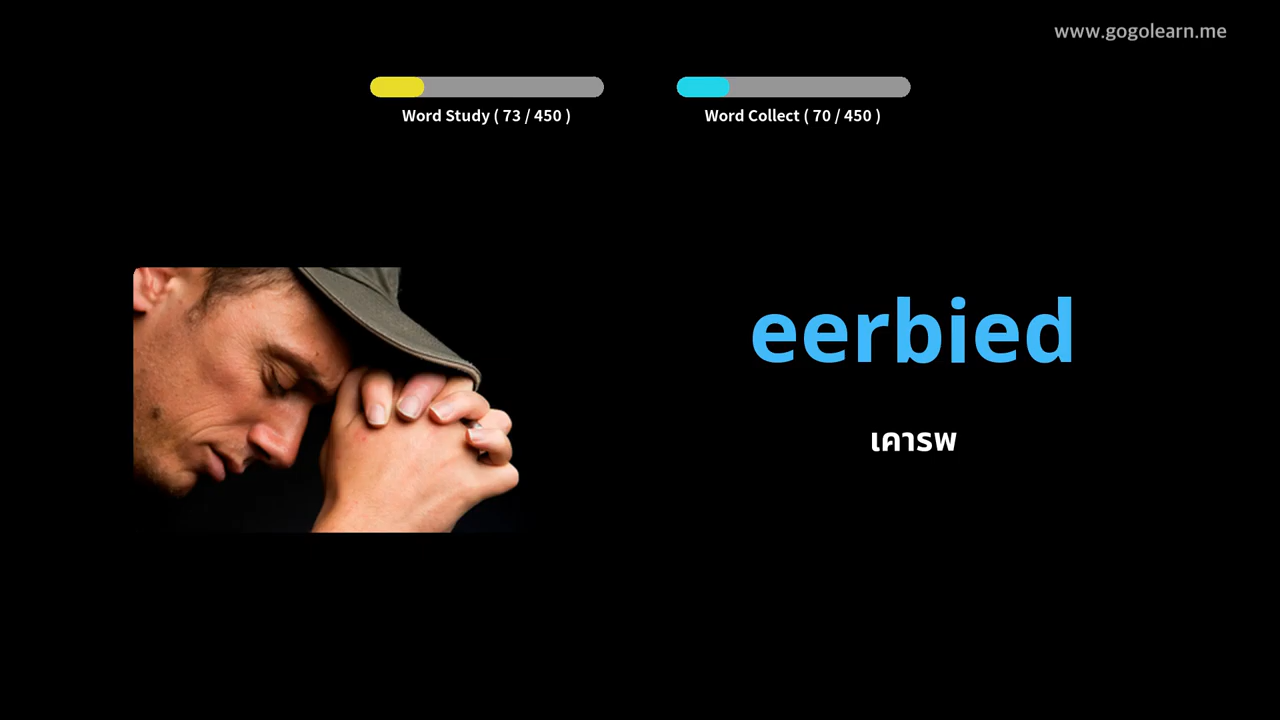 www.gogolearn.me
Word Study ( 73 / 450 )
Word Collect ( 70 / 450 )
eerbied
เคารพ